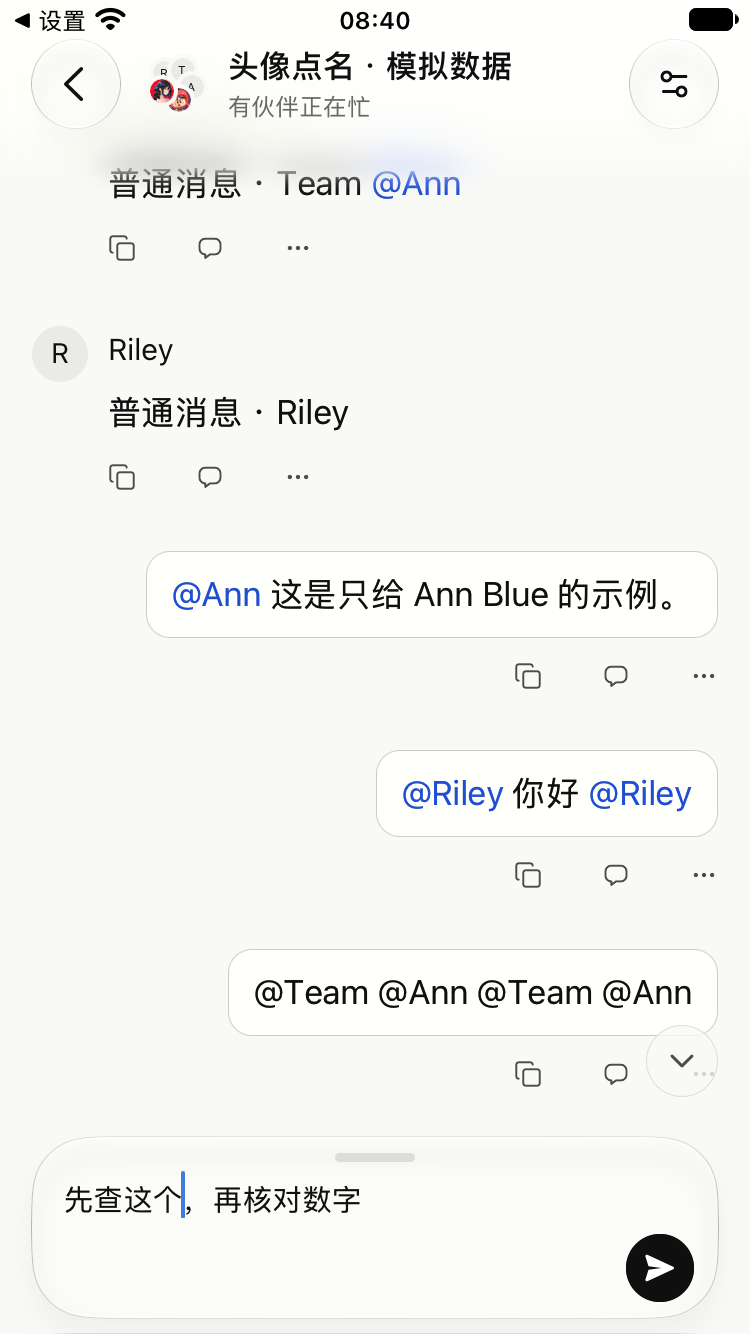 设置
08:40
R T A
头像点名 · 模拟数据
有伙伴正在忙
普通消息 · Team @Ann
R
Riley
普通消息 · Riley
@Ann 这是只给 Ann Blue 的示例。
@Riley 你好 @Riley
@Team @Ann @Team @Ann
先查这个，再核对数字